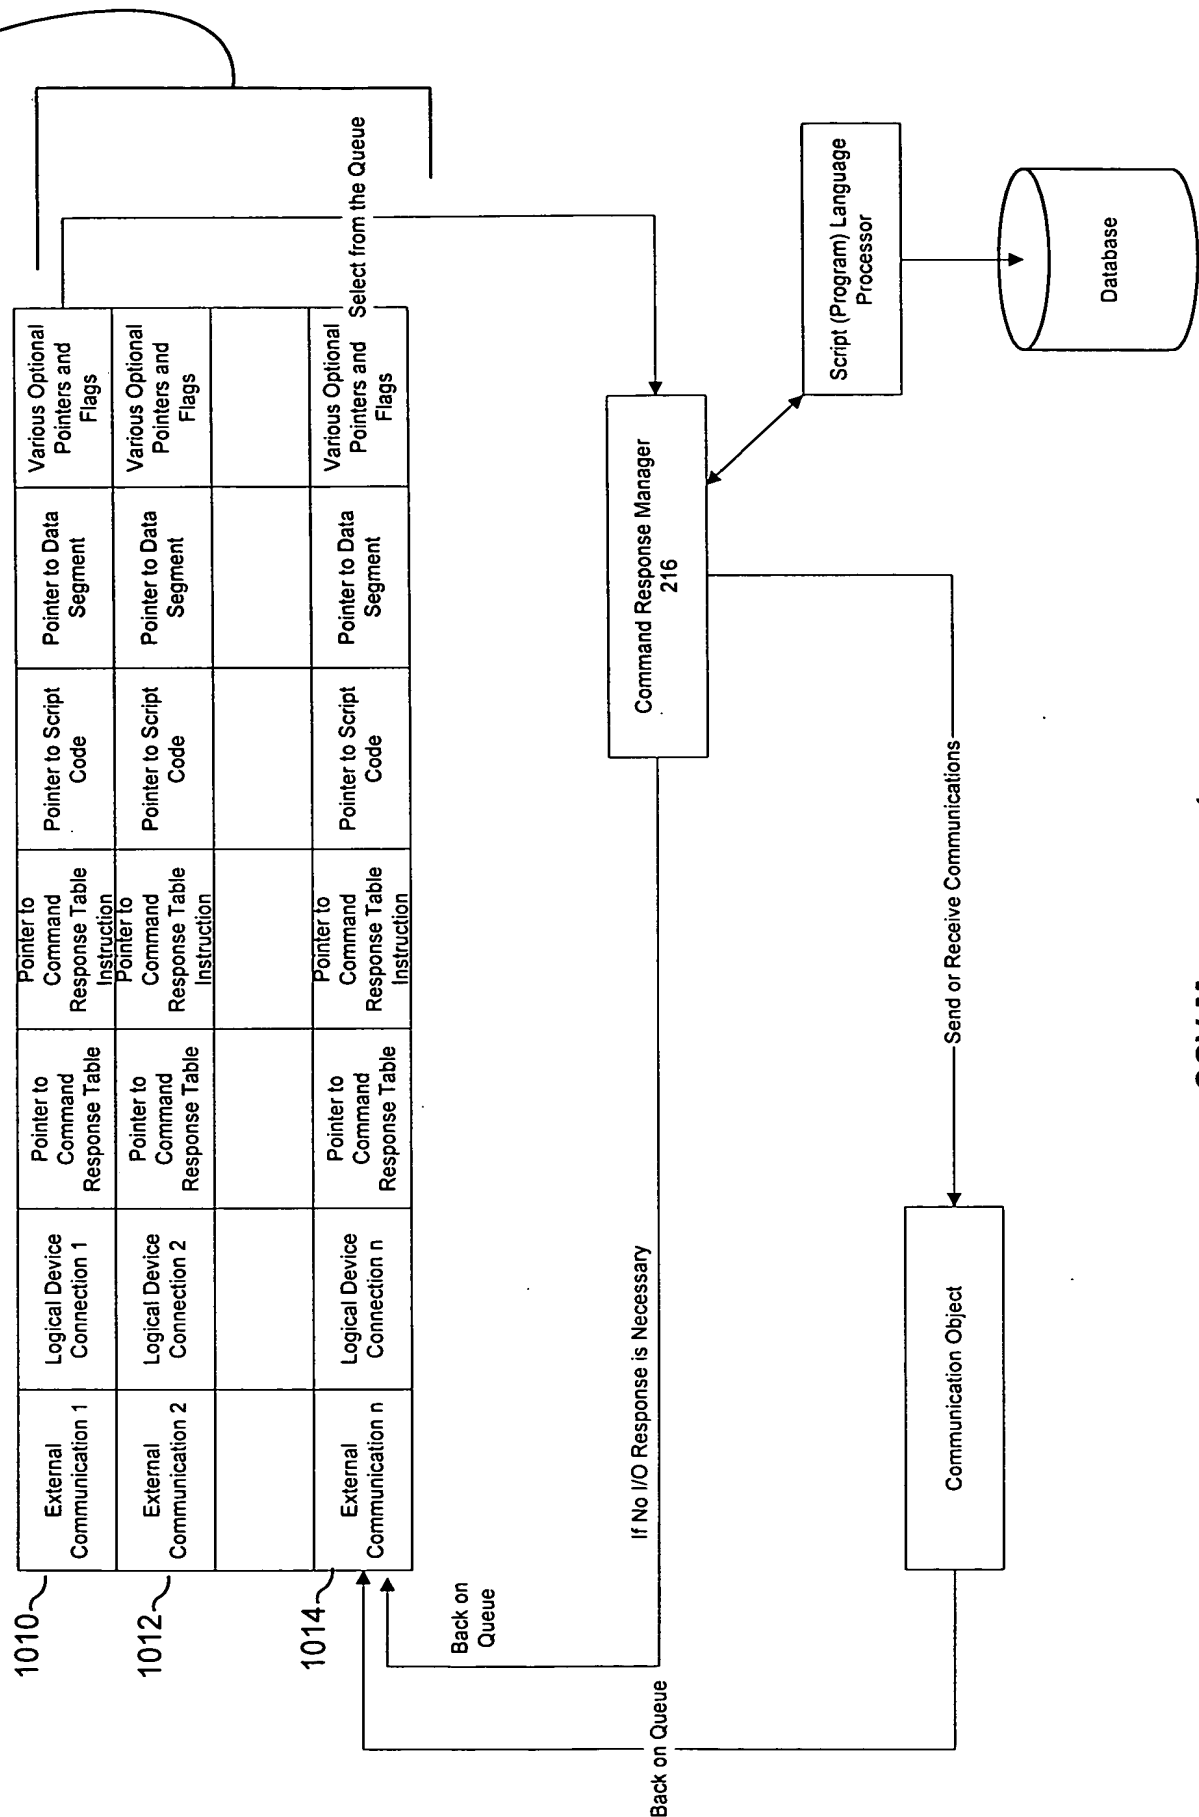 1010
External
Communication 1
Logical Device
Connection 1
Pointer to
Command
Response Table
Pointer to
Command
Response Table
Instruction
Pointer to Script
Code
Pointer to Data
Segment
Various Optional
Pointers and
Flags
1012
External
Communication 2
Logical Device
Connection 2
Pointer to
Command
Response Table
Pointer to
Command
Response Table
Instruction
Pointer to Script
Code
Pointer to Data
Segment
Various Optional
Pointers and
Flags
1014
External
Communication n
Logical Device
Connection n
Pointer to
Command
Response Table
Pointer to
Command
Response Table
Instruction
Pointer to Script
Code
Pointer to Data
Segment
Various Optional
Pointers and
Flags
Select from the Queue
Back on
Queue
If No I/O Response is Necessary
Command Response Manager
216
Script (Program) Language
Processor
Back on Queue
Send or Receive Communications
Communication Object
Database